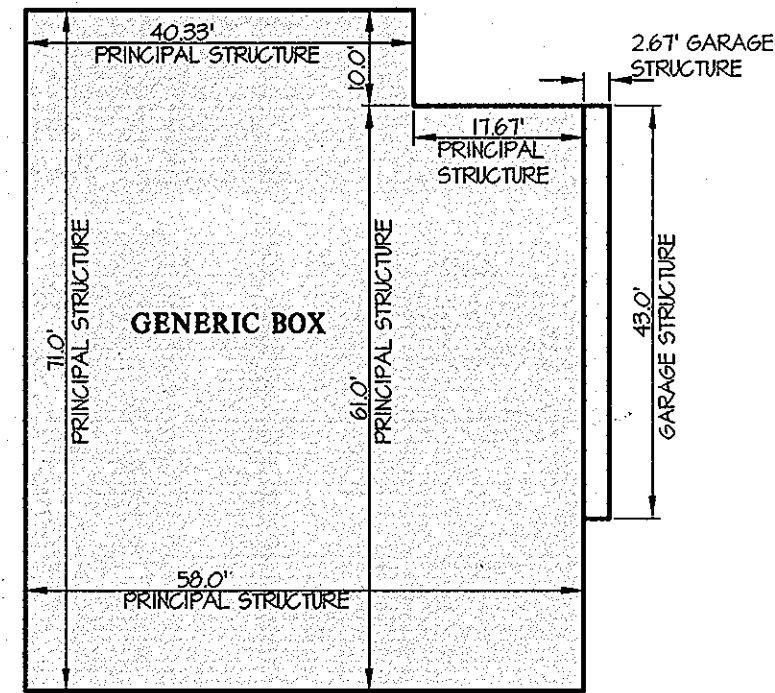 40.33'
PRINCIPAL STRUCTURE
10.0'
2.67' GARAGE
STRUCTURE
17.67'
PRINCIPAL
STRUCTURE
71.0'
PRINCIPAL STRUCTURE
GENERIC BOX
61.0'
PRINCIPAL STRUCTURE
43.0'
GARAGE STRUCTURE
58.0'
PRINCIPAL STRUCTURE